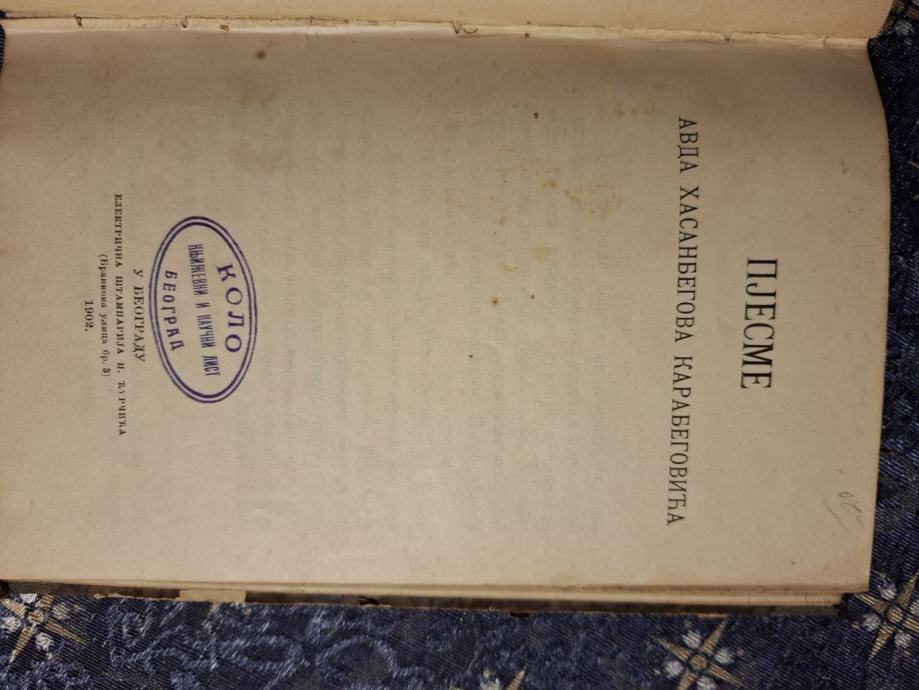 ПЈЕСМЕ
АВДА ХАСАНБЕГОВА КАРАБЕГОВИЋА
КОЛО
КЊИЖЕВНИ И НАУЧНИ ЛИСТ
БЕОГРАД
У БЕОГРАДУ
ЕЛЕКТРИЧНА ШТАМПАРИЈА П. ЋУРЧИЋА
(Бранкова улица бр. 3)
1902.